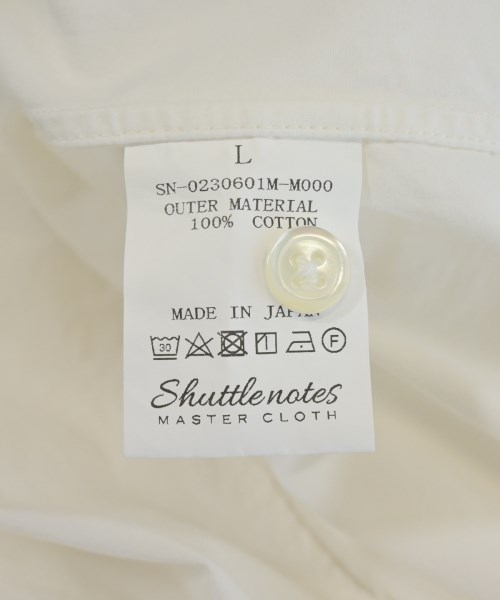 L
SN-0230601M-M000
OUTER MATERIAL
100% COTTON
MADE IN JAPAN
30 F
Shuttlenotes
MASTER CLOTH